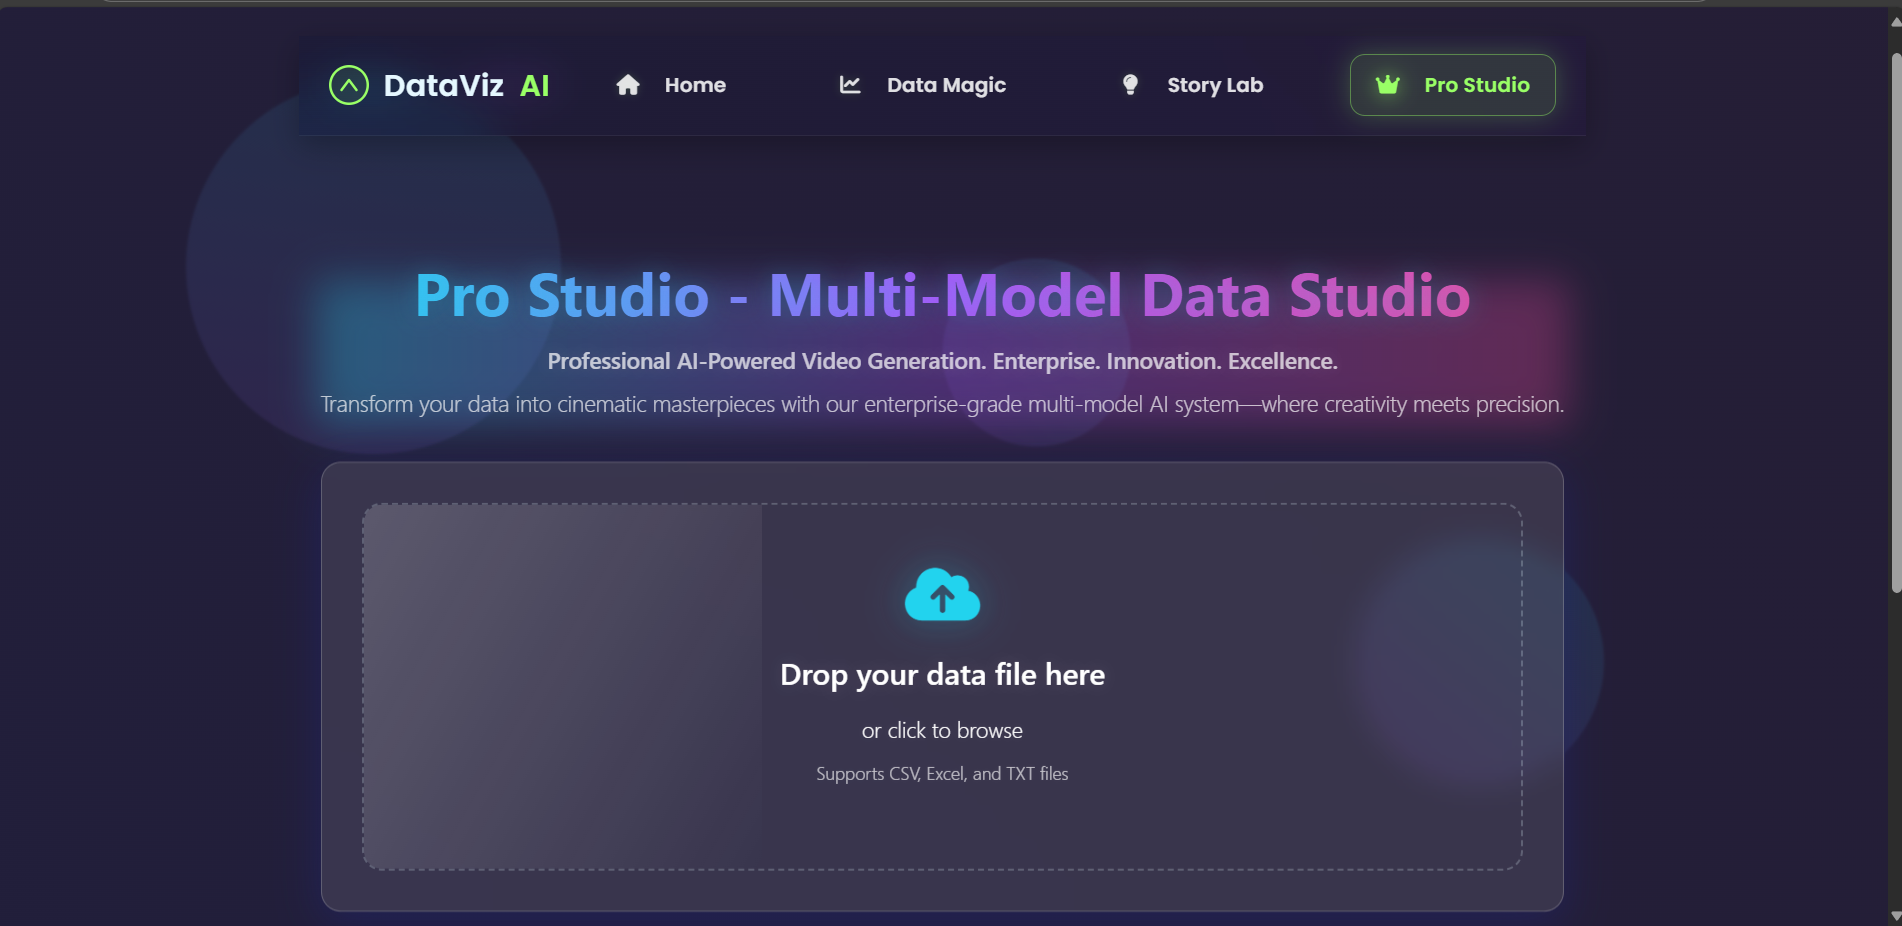 DataViz AI
Home
Data Magic
Story Lab
Pro Studio
Pro Studio - Multi-Model Data Studio
Professional AI-Powered Video Generation. Enterprise. Innovation. Excellence.
Transform your data into cinematic masterpieces with our enterprise-grade multi-model AI system—where creativity meets precision.
Drop your data file here
or click to browse
Supports CSV, Excel, and TXT files